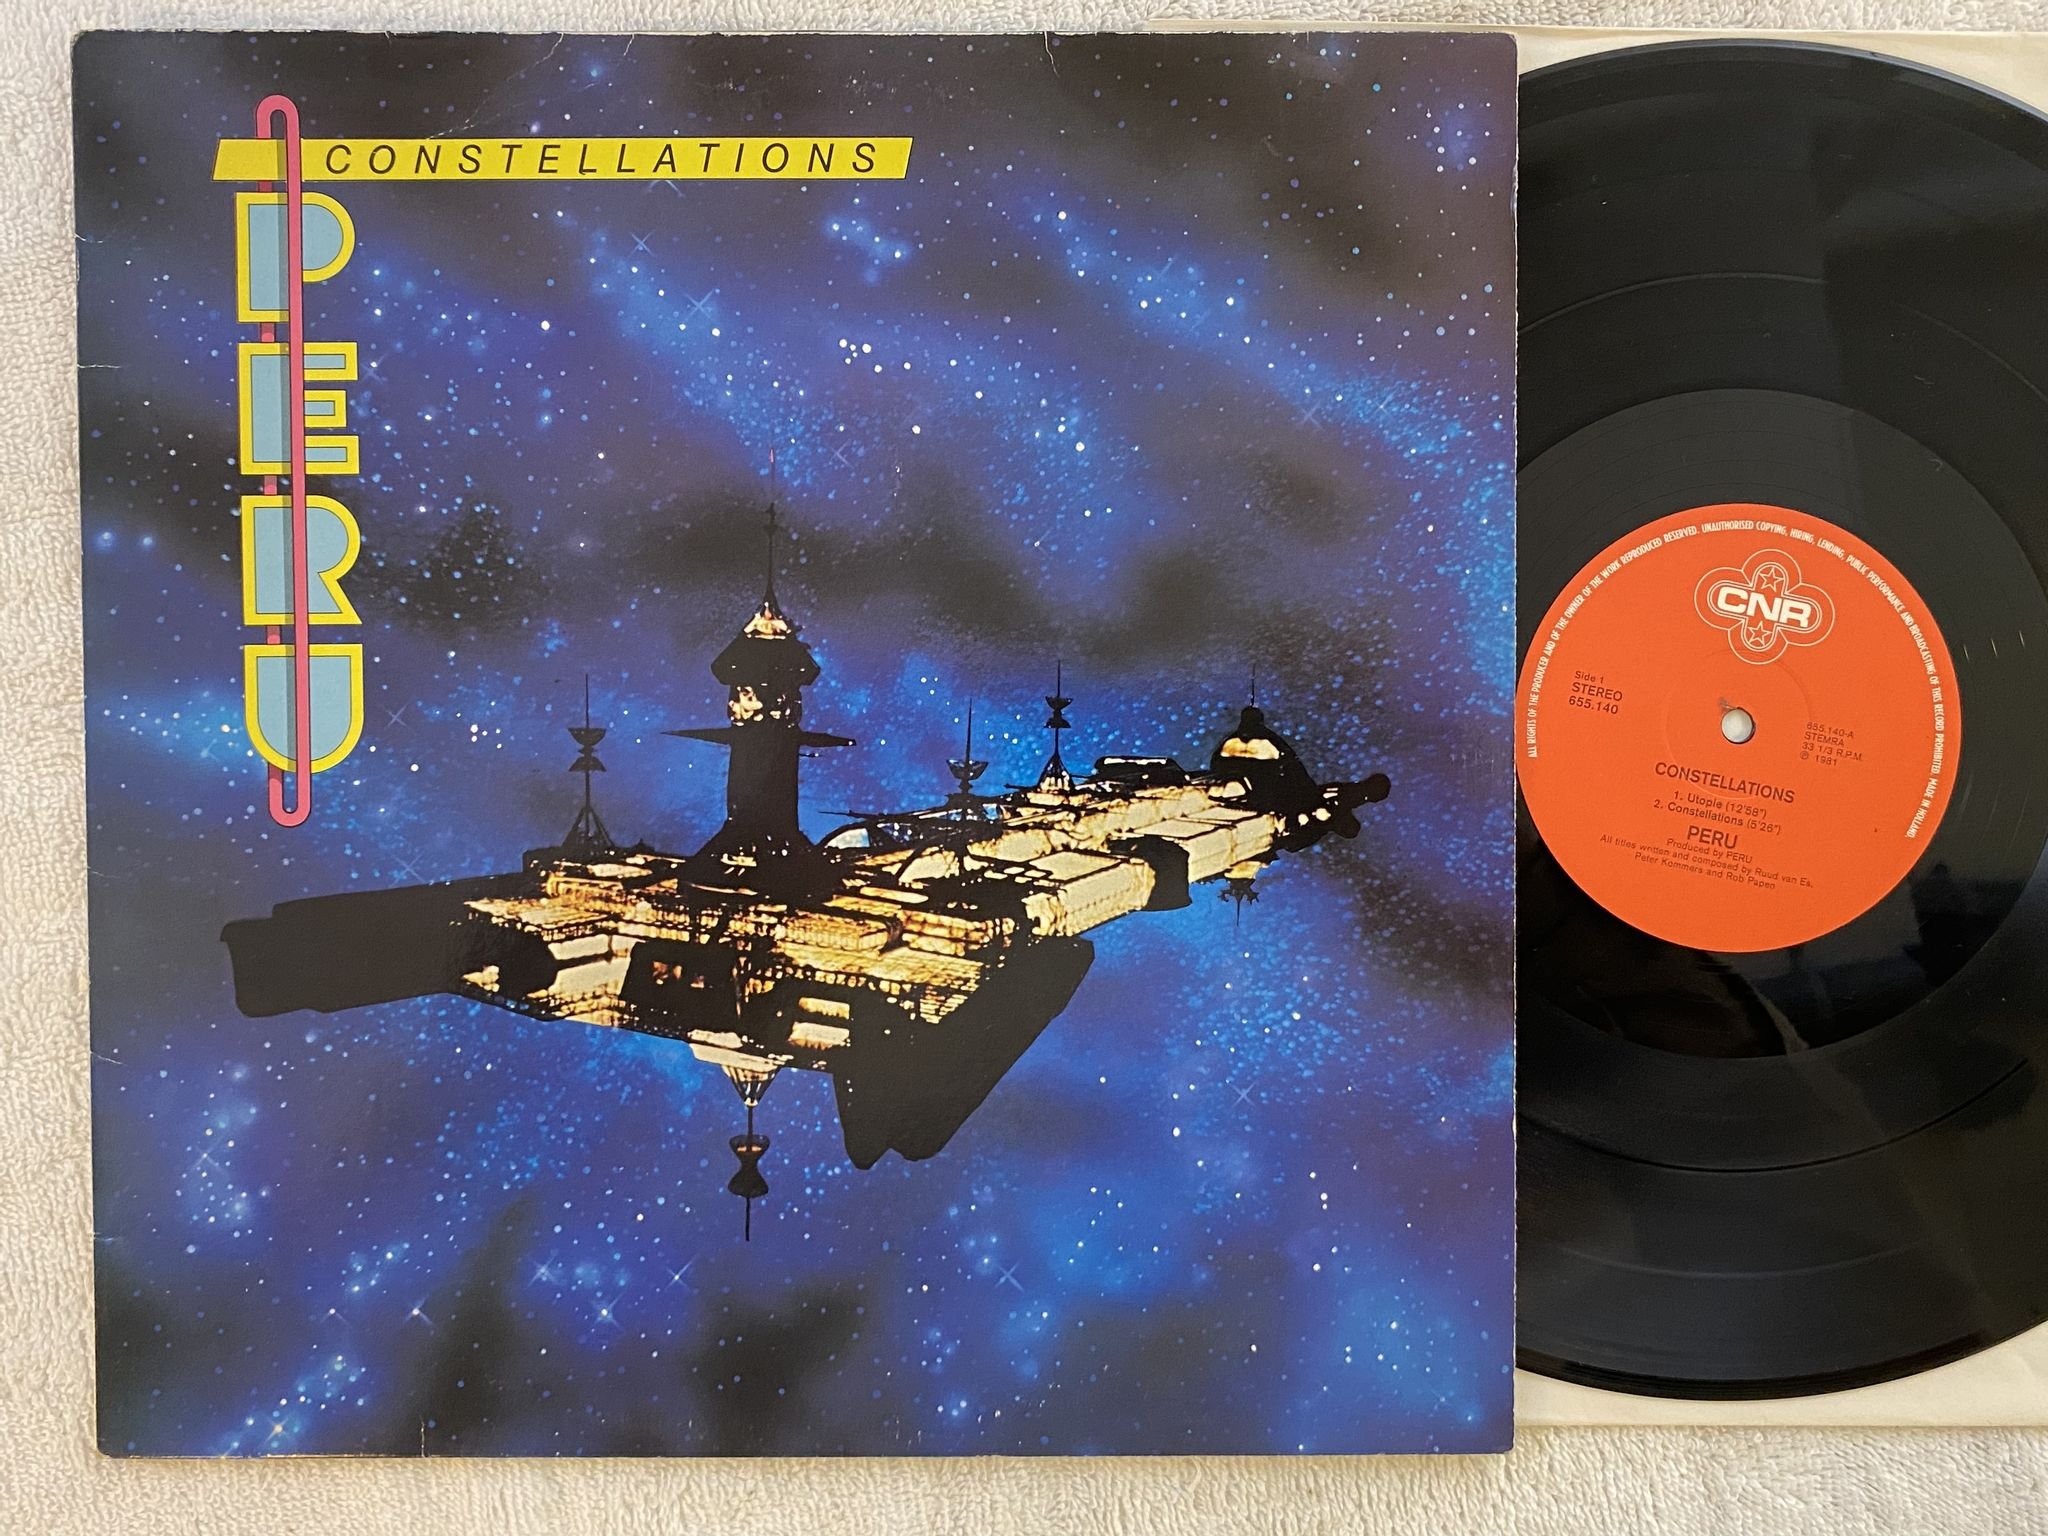 CONSTELLATIONS
PERU
ALL RIGHTS OF THE PRODUCER AND OF THE OWNER OF THE WORK REPRODUCED RESERVED. UNAUTHORISED COPYING, HIRING, LENDING, PUBLIC PERFORMANCE AND BROADCASTING OF THIS RECORD PROHIBITED. MADE IN HOLLAND.
CNR
Side 1
STEREO
655.140
655.140-A
STEMRA
33 1/3 R.P.M.
℗ 1981
CONSTELLATIONS
1. Utopie (12'58")
2. Constellations (5'26")
PERU
Produced by PERU
All titles written and composed by Ruud van Es,
Peter Kommers and Rob Papen